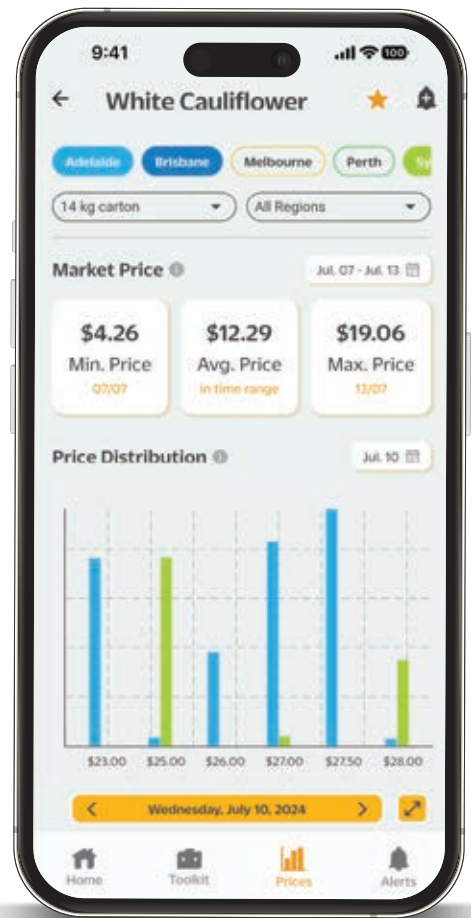 9:41
100
White Cauliflower
Adelaide Brisbane Melbourne Perth Sy
14 kg carton All Regions
Market Price Jul. 07 - Jul. 13
$4.26 $12.29 $19.06
Min. Price Avg. Price Max. Price
07/07 in time range 13/07
Price Distribution Jul. 10
$23.00 $25.00 $26.00 $27.00 $27.50 $28.00
Wednesday, July 10, 2024
Home Toolkit Prices Alerts